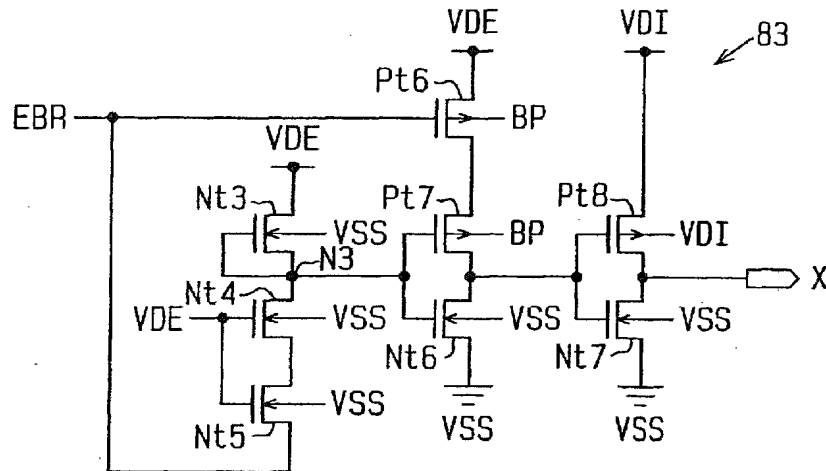 VDE
VDI
83
Pt6
EBR
BP
VDE
Nt3
Pt7
Pt8
VSS
BP
VDI
N3
X
Nt4
VDE
VSS
VSS
VSS
Nt6
Nt7
VSS
Nt5
VSS
VSS